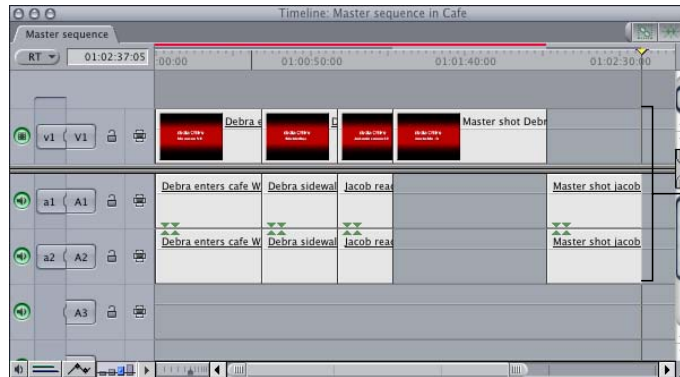 Timeline: Master sequence in Cafe
Master sequence
RT 01:02:37:05 00:00 01:00:50:00 01:01:40:00 01:02:30:00
v1 V1 Debra e D Master shot Debr
a1 A1 Debra enters cafe W Debra sidewal Jacob reac Master shot jacob
a2 A2 Debra enters cafe W Debra sidewal Jacob reac Master shot jacob
A3